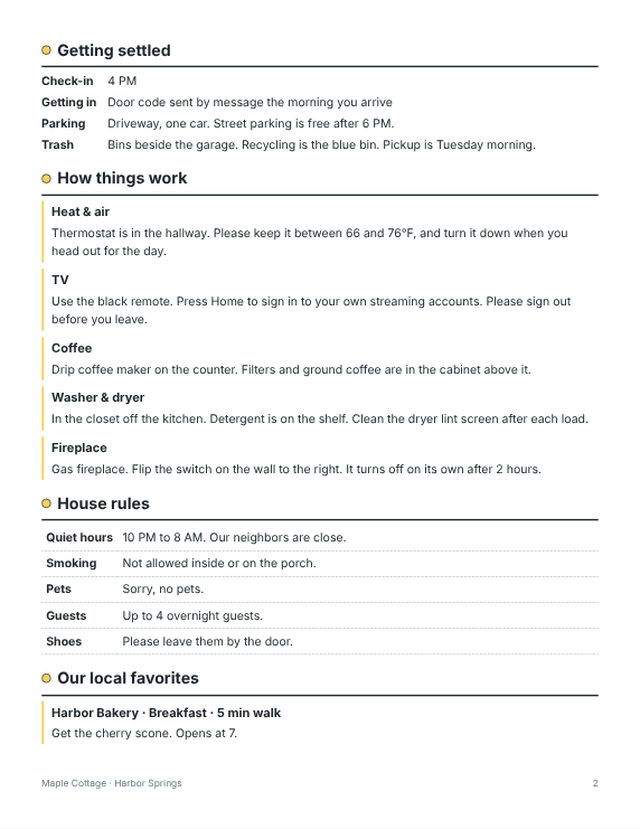 Getting settled
Check-in 4 PM
Getting in Door code sent by message the morning you arrive
Parking Driveway, one car. Street parking is free after 6 PM.
Trash Bins beside the garage. Recycling is the blue bin. Pickup is Tuesday morning.
How things work
Heat & air
Thermostat is in the hallway. Please keep it between 66 and 76°F, and turn it down when you
head out for the day.
TV
Use the black remote. Press Home to sign in to your own streaming accounts. Please sign out
before you leave.
Coffee
Drip coffee maker on the counter. Filters and ground coffee are in the cabinet above it.
Washer & dryer
In the closet off the kitchen. Detergent is on the shelf. Clean the dryer lint screen after each load.
Fireplace
Gas fireplace. Flip the switch on the wall to the right. It turns off on its own after 2 hours.
House rules
Quiet hours 10 PM to 8 AM. Our neighbors are close.
Smoking Not allowed inside or on the porch.
Pets Sorry, no pets.
Guests Up to 4 overnight guests.
Shoes Please leave them by the door.
Our local favorites
Harbor Bakery · Breakfast · 5 min walk
Get the cherry scone. Opens at 7.
Maple Cottage · Harbor Springs 2